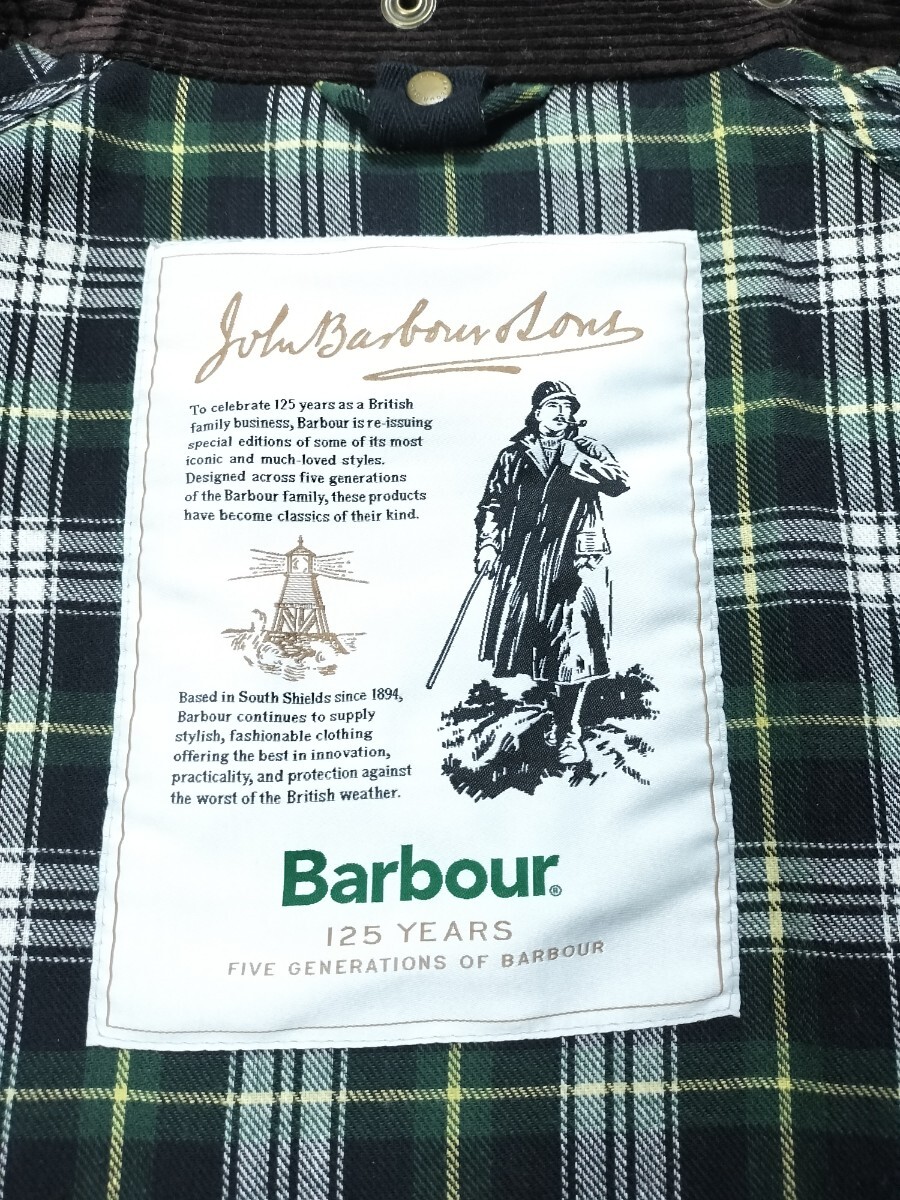 John Barbour & Sons
To celebrate 125 years as a British
family business, Barbour is re-issuing
special editions of some of its most
iconic and much-loved styles.
Designed across five generations
of the Barbour family, these products
have become classics of their kind.
Based in South Shields since 1894,
Barbour continues to supply
stylish, fashionable clothing
offering the best in innovation,
practicality, and protection against
the worst of the British weather.
Barbour®
125 YEARS
FIVE GENERATIONS OF BARBOUR